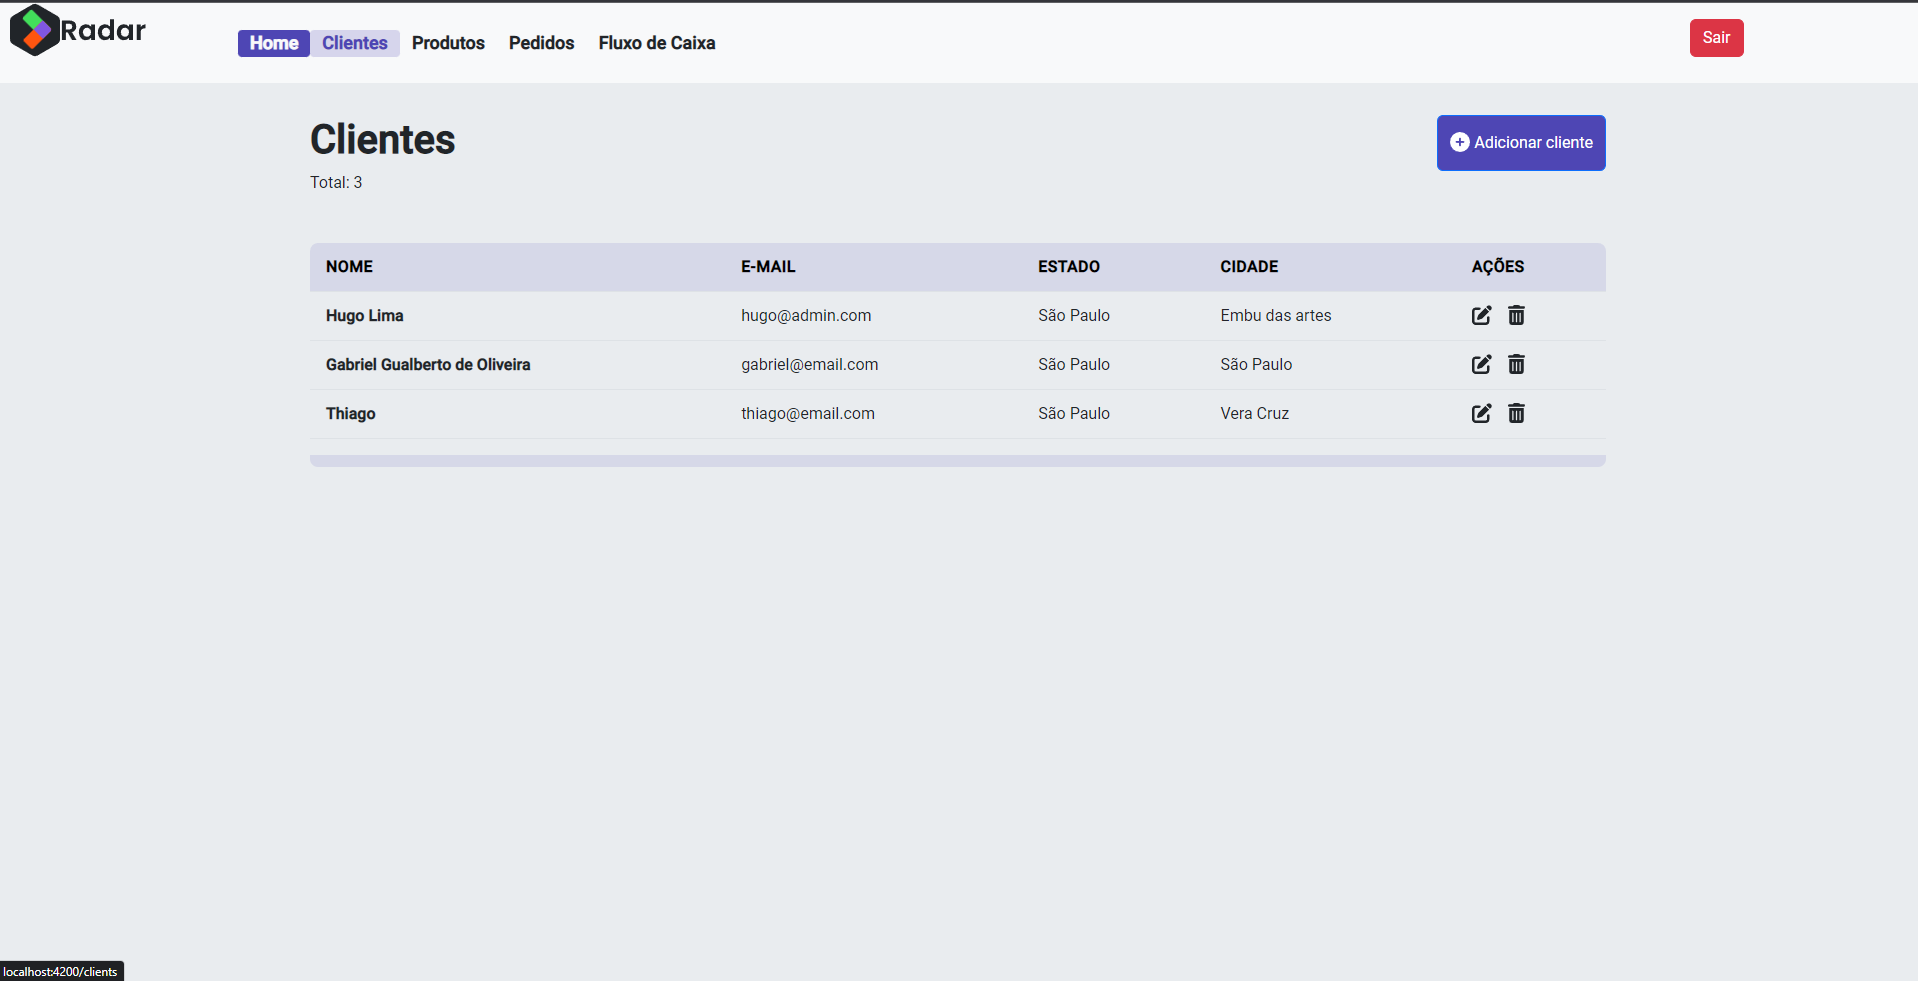 Radar
Home Clientes Produtos Pedidos Fluxo de Caixa
Sair
Clientes
Adicionar cliente
Total: 3
NOME E-MAIL ESTADO CIDADE AÇÕES
Hugo Lima hugo@admin.com São Paulo Embu das artes
Gabriel Gualberto de Oliveira gabriel@email.com São Paulo São Paulo
Thiago thiago@email.com São Paulo Vera Cruz
localhost:4200/clients